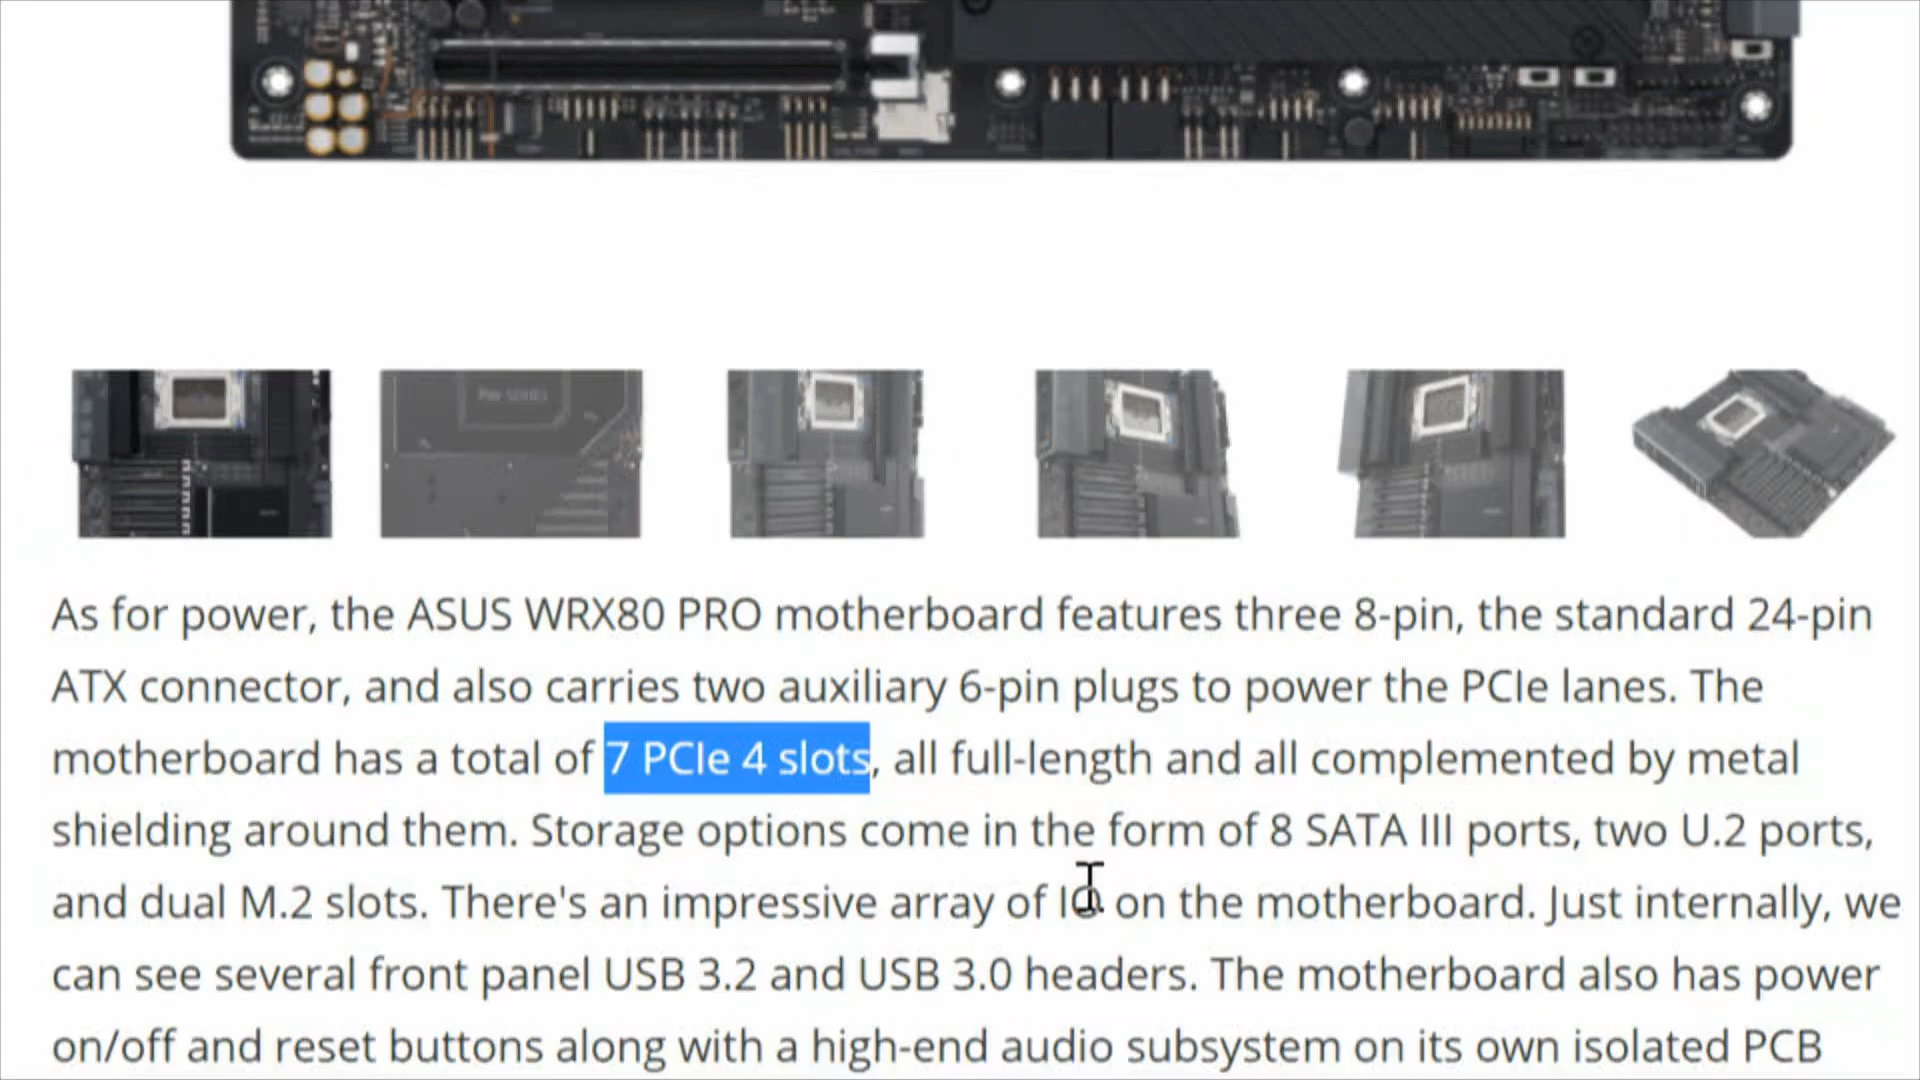 Pro SERIES
As for power, the ASUS WRX80 PRO motherboard features three 8-pin, the standard 24-pin
ATX connector, and also carries two auxiliary 6-pin plugs to power the PCIe lanes. The
motherboard has a total of 7 PCIe 4 slots, all full-length and all complemented by metal
shielding around them. Storage options come in the form of 8 SATA III ports, two U.2 ports,
and dual M.2 slots. There's an impressive array of IO on the motherboard. Just internally, we
can see several front panel USB 3.2 and USB 3.0 headers. The motherboard also has power
on/off and reset buttons along with a high-end audio subsystem on its own isolated PCB